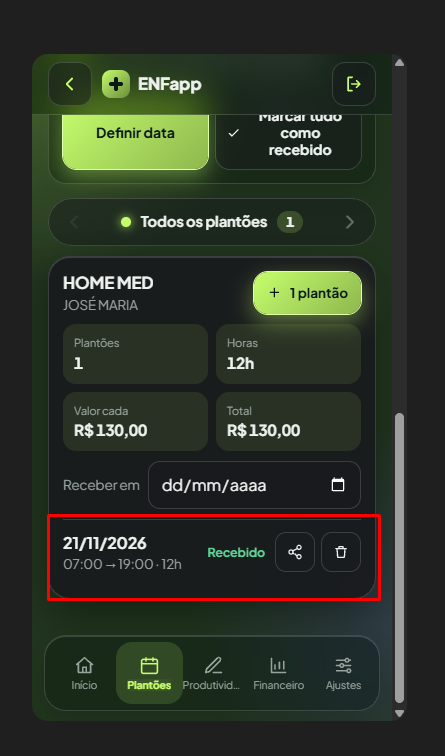 ENFapp
Definir data
Marcar tudo
como
recebido
Todos os plantões 1
HOME MED
JOSÉ MARIA
+ 1 plantão
Plantões
1
Horas
12h
Valor cada
R$ 130,00
Total
R$ 130,00
Receber em dd/mm/aaaa
21/11/2026
07:00 → 19:00 · 12h
Recebido
Início Plantões Produtivid... Financeiro Ajustes